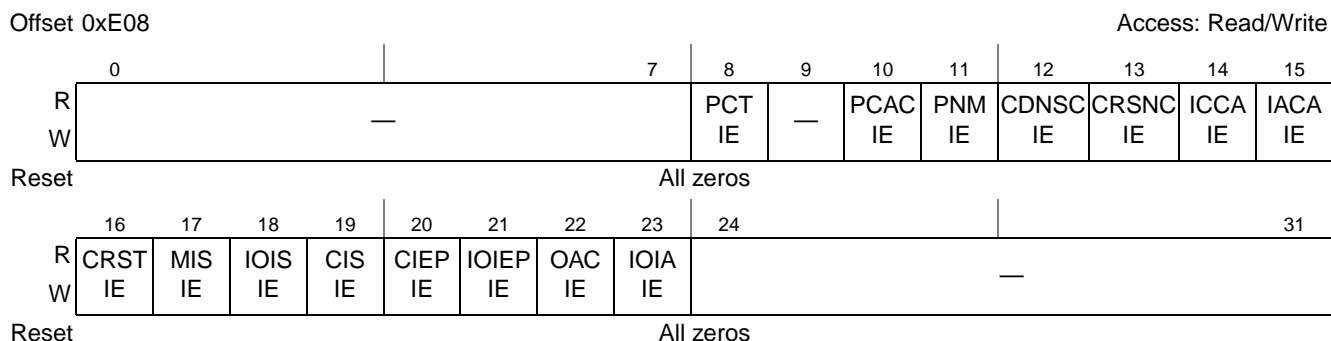 Offset 0xE08 Access: Read/Write
0 7 8 9 10 11 12 13 14 15
R — PCT — PCAC PNM CDNSC CRSNC ICCA IACA
W IE IE IE IE IE IE IE
Reset All zeros
16 17 18 19 20 21 22 23 24 31
R CRST MIS IOIS CIS CIEP IOIEP OAC IOIA —
W IE IE IE IE IE IE IE IE
Reset All zeros